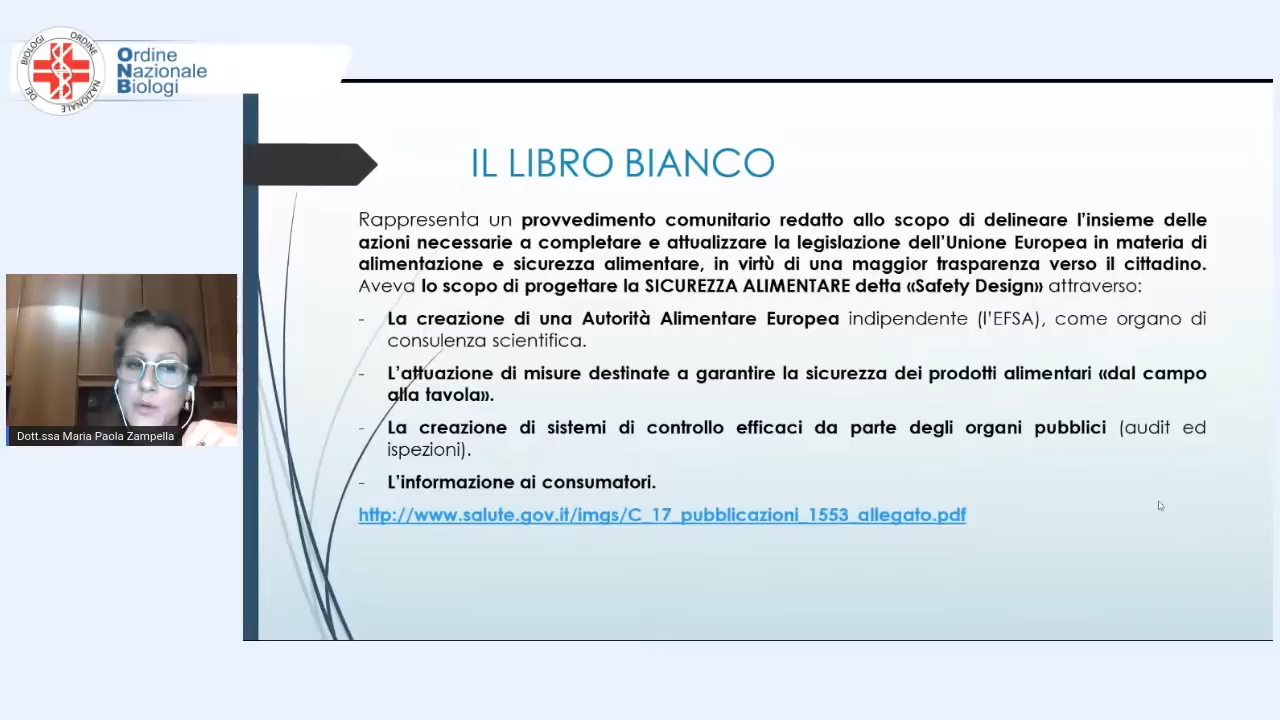 BIOLOGI ORDINE NAZIONALE DEI
Ordine
Nazionale
Biologi
IL LIBRO BIANCO
Rappresenta un provvedimento comunitario redatto allo scopo di delineare l'insieme delle
azioni necessarie a completare e attualizzare la legislazione dell'Unione Europea in materia di
alimentazione e sicurezza alimentare, in virtù di una maggior trasparenza verso il cittadino.
Aveva lo scopo di progettare la SICUREZZA ALIMENTARE detta «Safety Design» attraverso:
- La creazione di una Autorità Alimentare Europea indipendente (l'EFSA), come organo di
consulenza scientifica.
- L'attuazione di misure destinate a garantire la sicurezza dei prodotti alimentari «dal campo
alla tavola».
- La creazione di sistemi di controllo efficaci da parte degli organi pubblici (audit ed
ispezioni).
- L'informazione ai consumatori.
http://www.salute.gov.it/imgs/C_17_pubblicazioni_1553_allegato.pdf
Dott.ssa Maria Paola Zampella